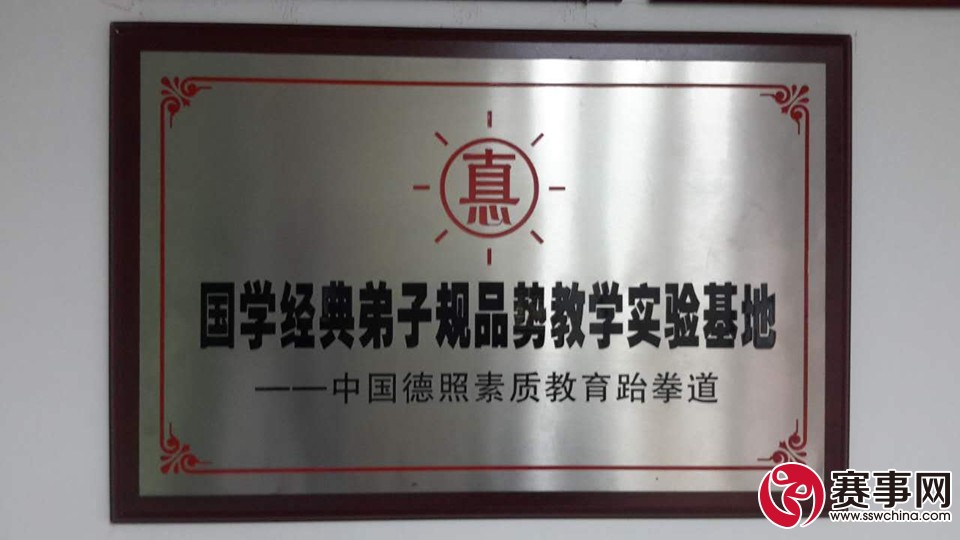 悳
国学经典弟子规品势教学实验基地
——中国德照素质教育跆拳道
赛事网
www.sswchina.com